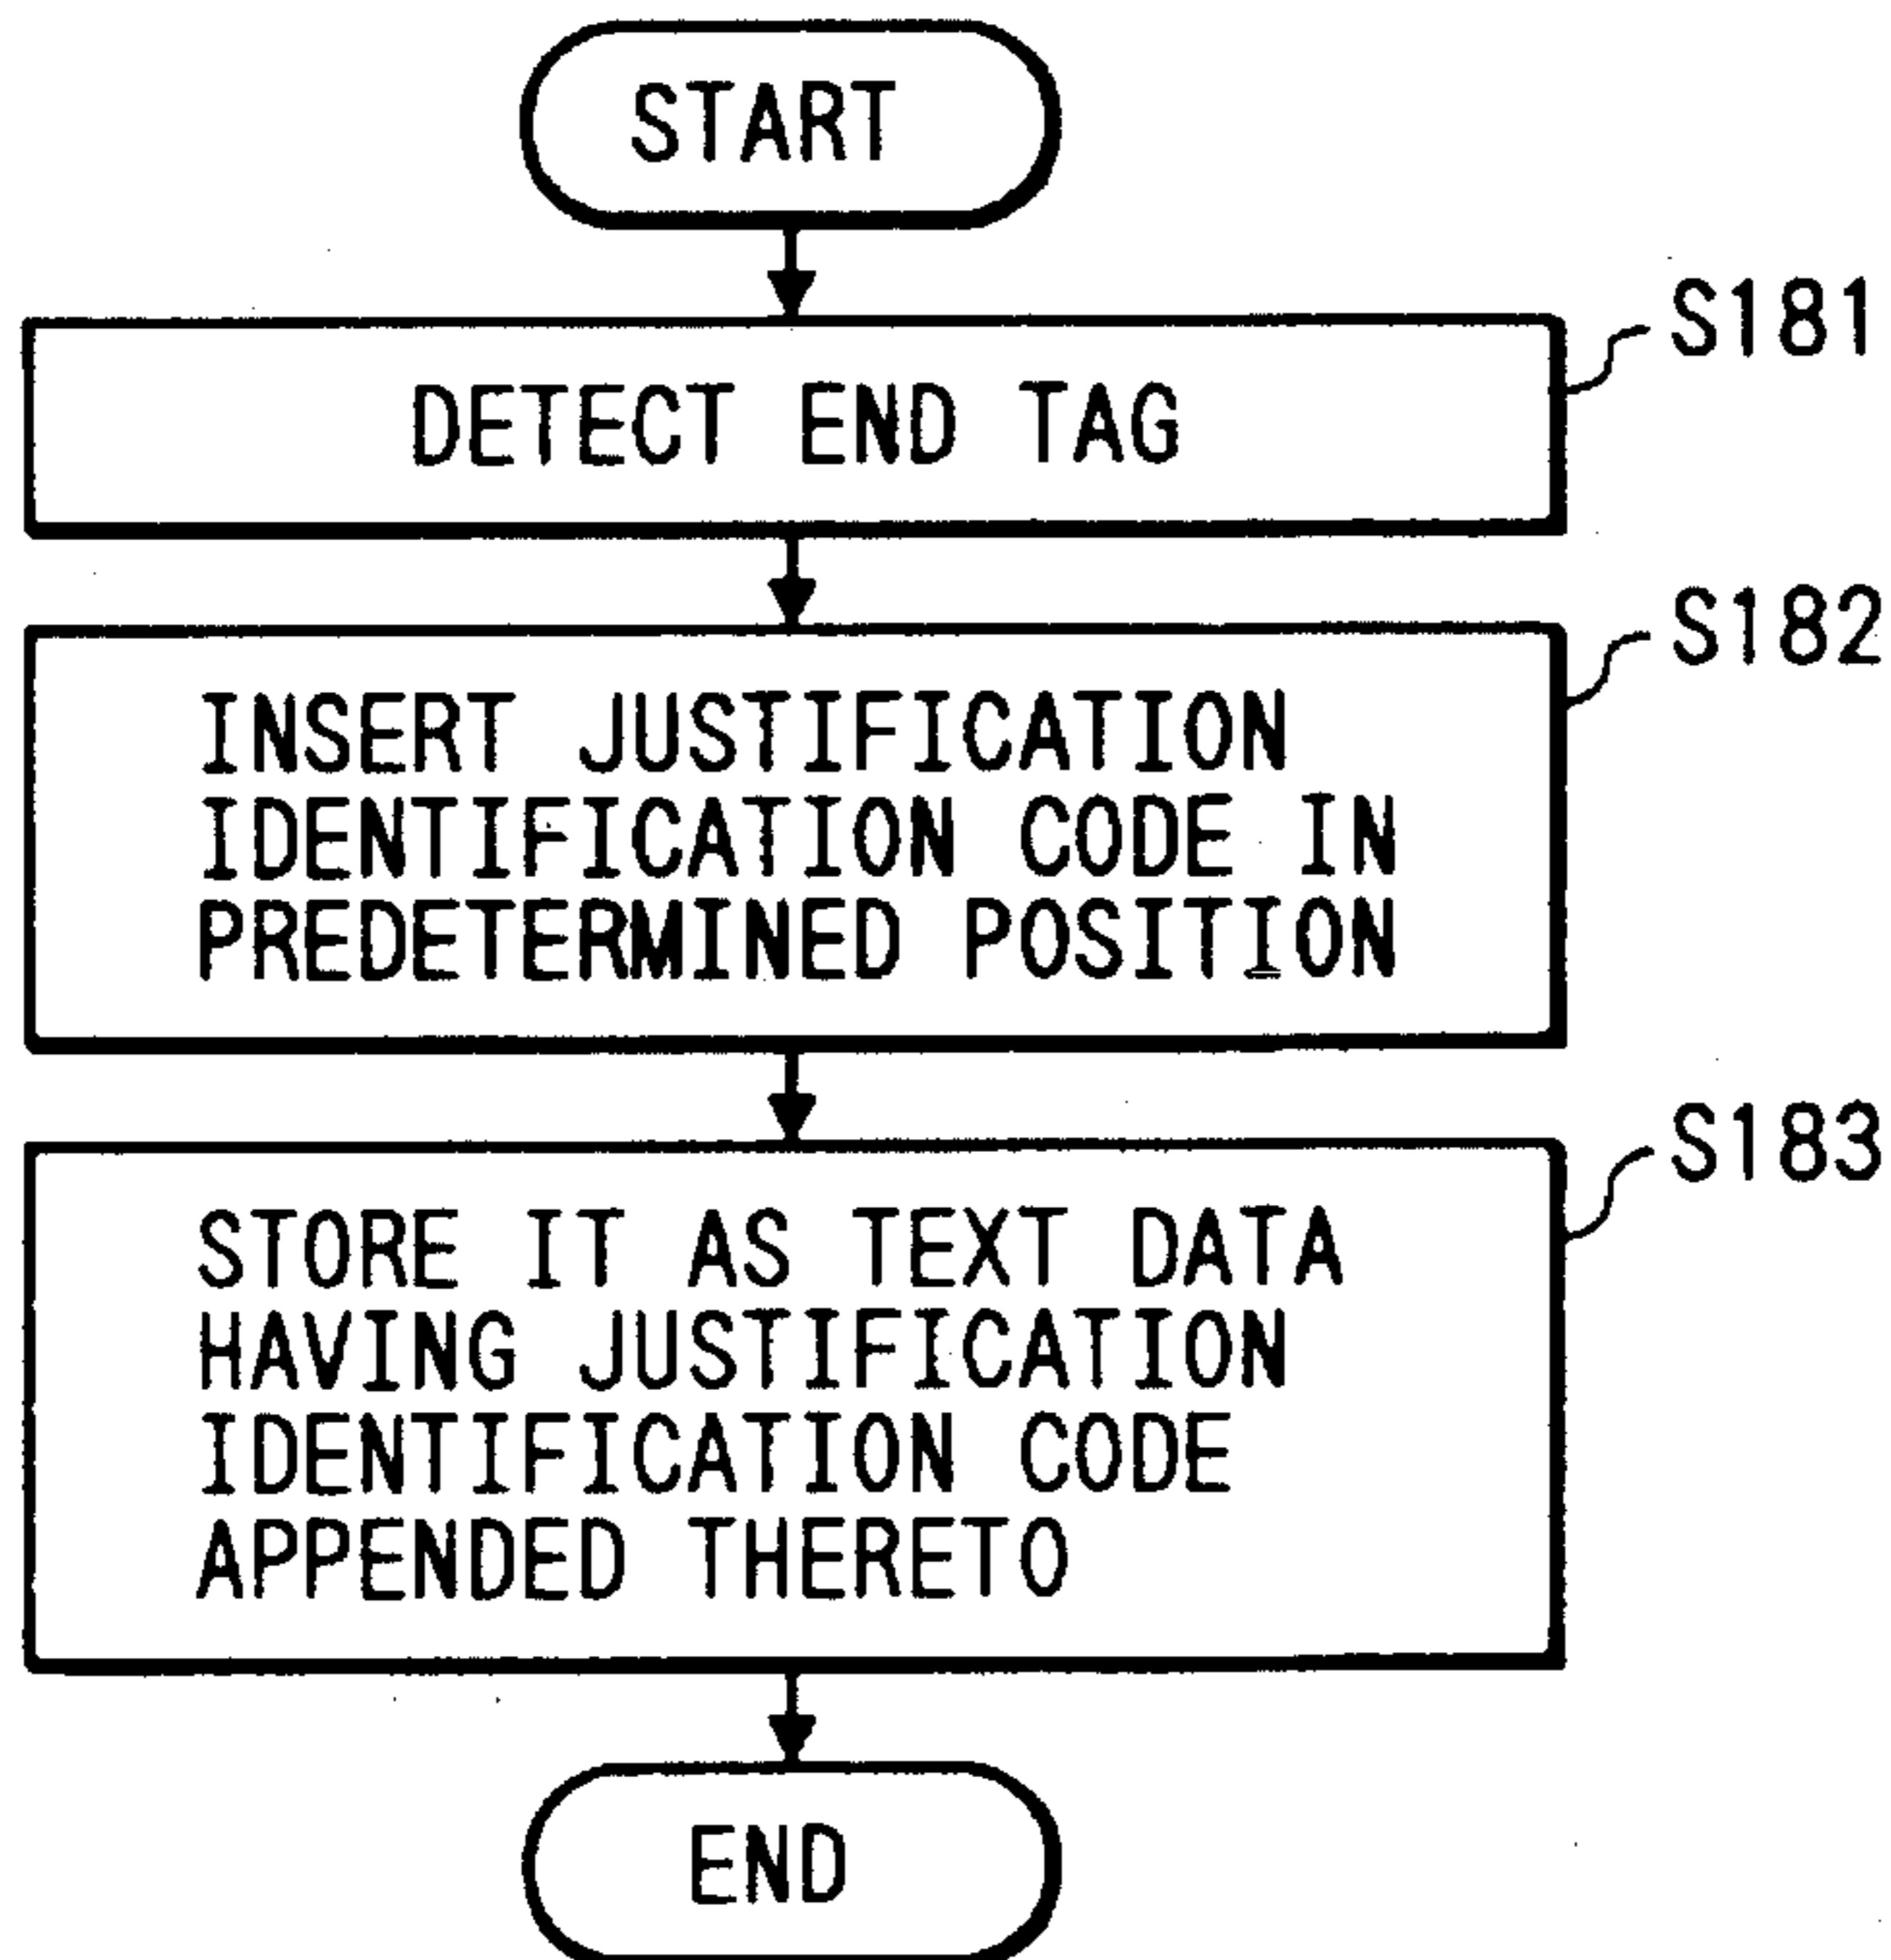 START
S181
DETECT END TAG
S182
INSERT JUSTIFICATION
IDENTIFICATION CODE IN
PREDETERMINED POSITION
S183
STORE IT AS TEXT DATA
HAVING JUSTIFICATION
IDENTIFICATION CODE
APPENDED THERETO
END